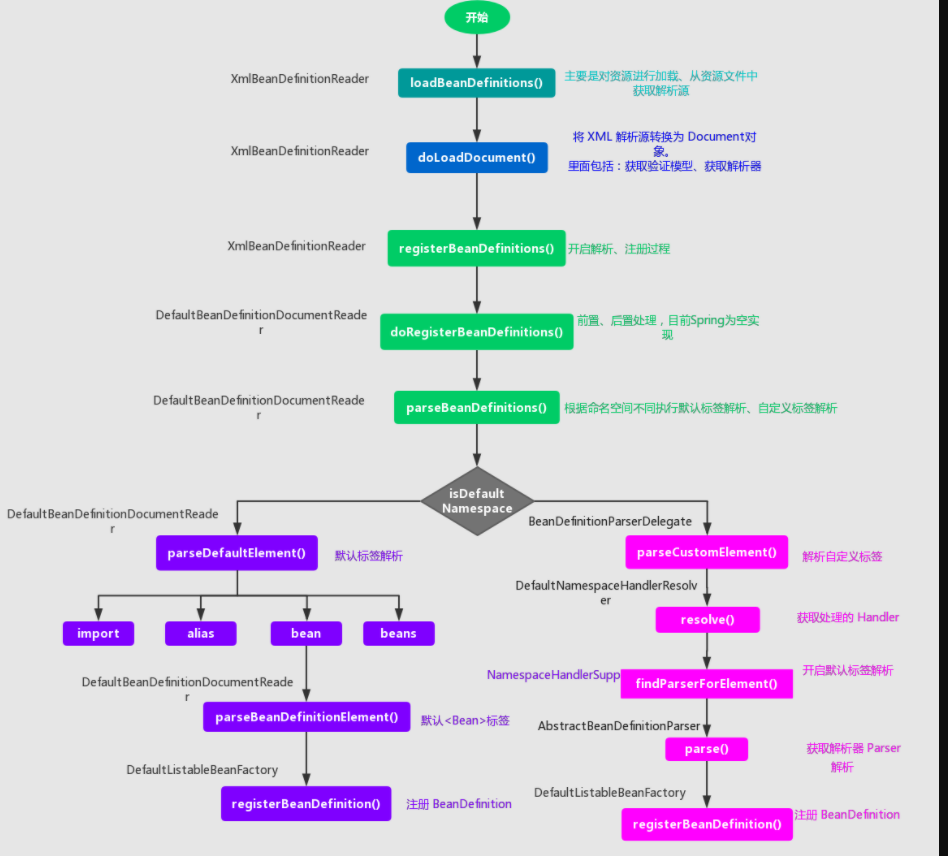 开始
XmlBeanDefinitionReader
loadBeanDefinitions()
主要是对资源进行加载、从资源文件中
获取解析源
XmlBeanDefinitionReader
doLoadDocument()
将 XML 解析源转换为 Document对
象。
里面包括：获取验证模型、获取解析器
XmlBeanDefinitionReader
registerBeanDefinitions()
开启解析、注册过程
DefaultBeanDefinitionDocumentReade
r
doRegisterBeanDefinitions()
前置、后置处理，目前Spring为空实
现
DefaultBeanDefinitionDocumentReade
r
parseBeanDefinitions()
根据命名空间不同执行默认标签解析、自定义标签解析
isDefault
Namespace
DefaultBeanDefinitionDocumentReade
r
parseDefaultElement()
默认标签解析
import
alias
bean
beans
DefaultBeanDefinitionDocumentReade
r
parseBeanDefinitionElement()
默认<Bean>标签
DefaultListableBeanFactory
registerBeanDefinition()
注册 BeanDefinition
BeanDefinitionParserDelegate
parseCustomElement()
解析自定义标签
DefaultNamespaceHandlerResolv
er
resolve()
获取处理的 Handler
NamespaceHandlerSupp
findParserForElement()
开启默认标签解析
AbstractBeanDefinitionParser
parse()
获取解析器 Parser
解析
DefaultListableBeanFactory
registerBeanDefinition()
注册 BeanDefinition